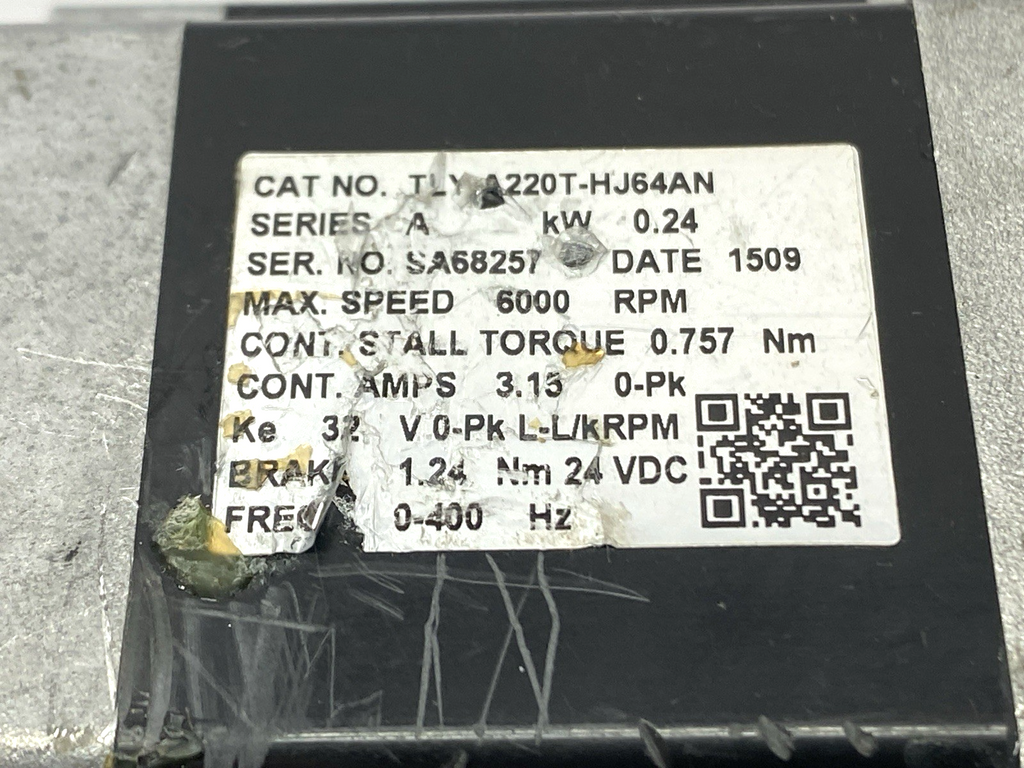 CAT NO. TLY-A220T-HJ64AN
SERIES A kW 0.24
SER. NO. SA68257 DATE 1509
MAX. SPEED 6000 RPM
CONT. STALL TORQUE 0.757 Nm
CONT. AMPS 3.15 0-Pk
Ke 32 V 0-Pk L-L/kRPM
BRAKE 1.24 Nm 24 VDC
FREQ 0-400 Hz